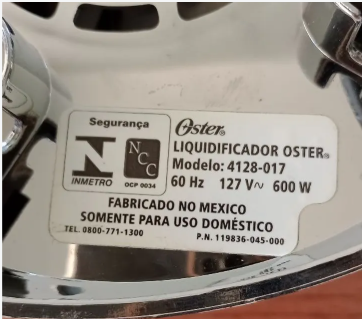 Segurança
INMETRO
NCC
OCP 0034
Oster®
LIQUIDIFICADOR OSTER®
Modelo: 4128-017
60 Hz 127 V∿ 600 W
FABRICADO NO MEXICO
SOMENTE PARA USO DOMÉSTICO
TEL. 0800-771-1300 P.N. 119836-045-000